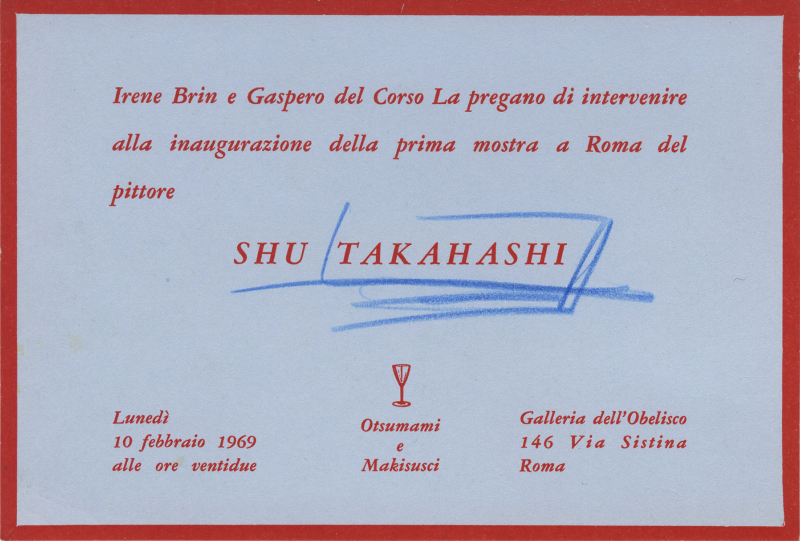 Irene Brin e Gaspero del Corso La pregano di intervenire
alla inaugurazione della prima mostra a Roma del
pittore
SHU TAKAHASHI
Lunedì
10 febbraio 1969
alle ore ventidue
Otsumami
e
Makisusci
Galleria dell'Obelisco
146 Via Sistina
Roma